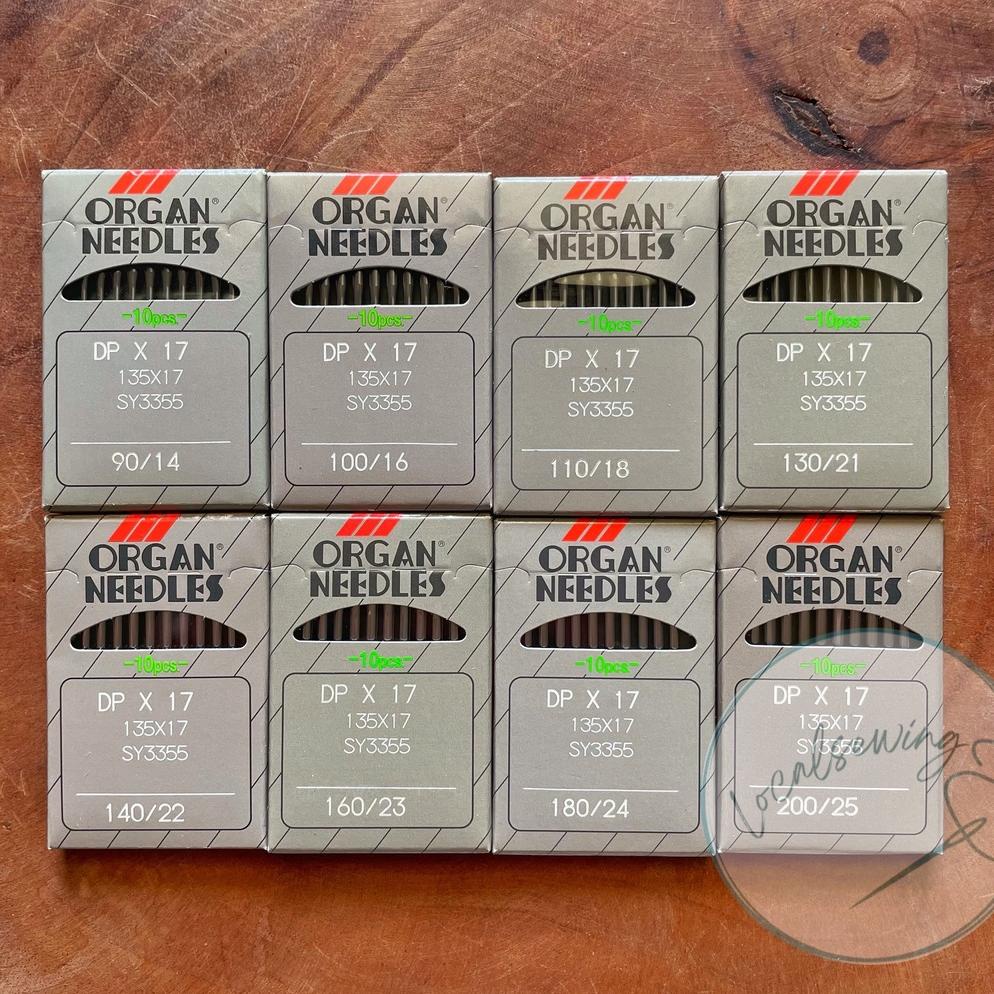 ORGAN®
NEEDLES
-10pcs.-
DP X 17
135X17
SY3355
90/14
ORGAN®
NEEDLES
-10pcs.-
DP X 17
135X17
SY3355
100/16
ORGAN®
NEEDLES
-10pcs.-
DP X 17
135X17
SY3355
110/18
ORGAN®
NEEDLES
-10pcs.-
DP X 17
135X17
SY3355
130/21
ORGAN®
NEEDLES
-10pcs.-
DP X 17
135X17
SY3355
140/22
ORGAN®
NEEDLES
-10pcs.-
DP X 17
135X17
SY3355
160/23
ORGAN®
NEEDLES
-10pcs.-
DP X 17
135X17
SY3355
180/24
ORGAN®
NEEDLES
-10pcs.-
DP X 17
135X17
SY3355
200/25
Localsewing